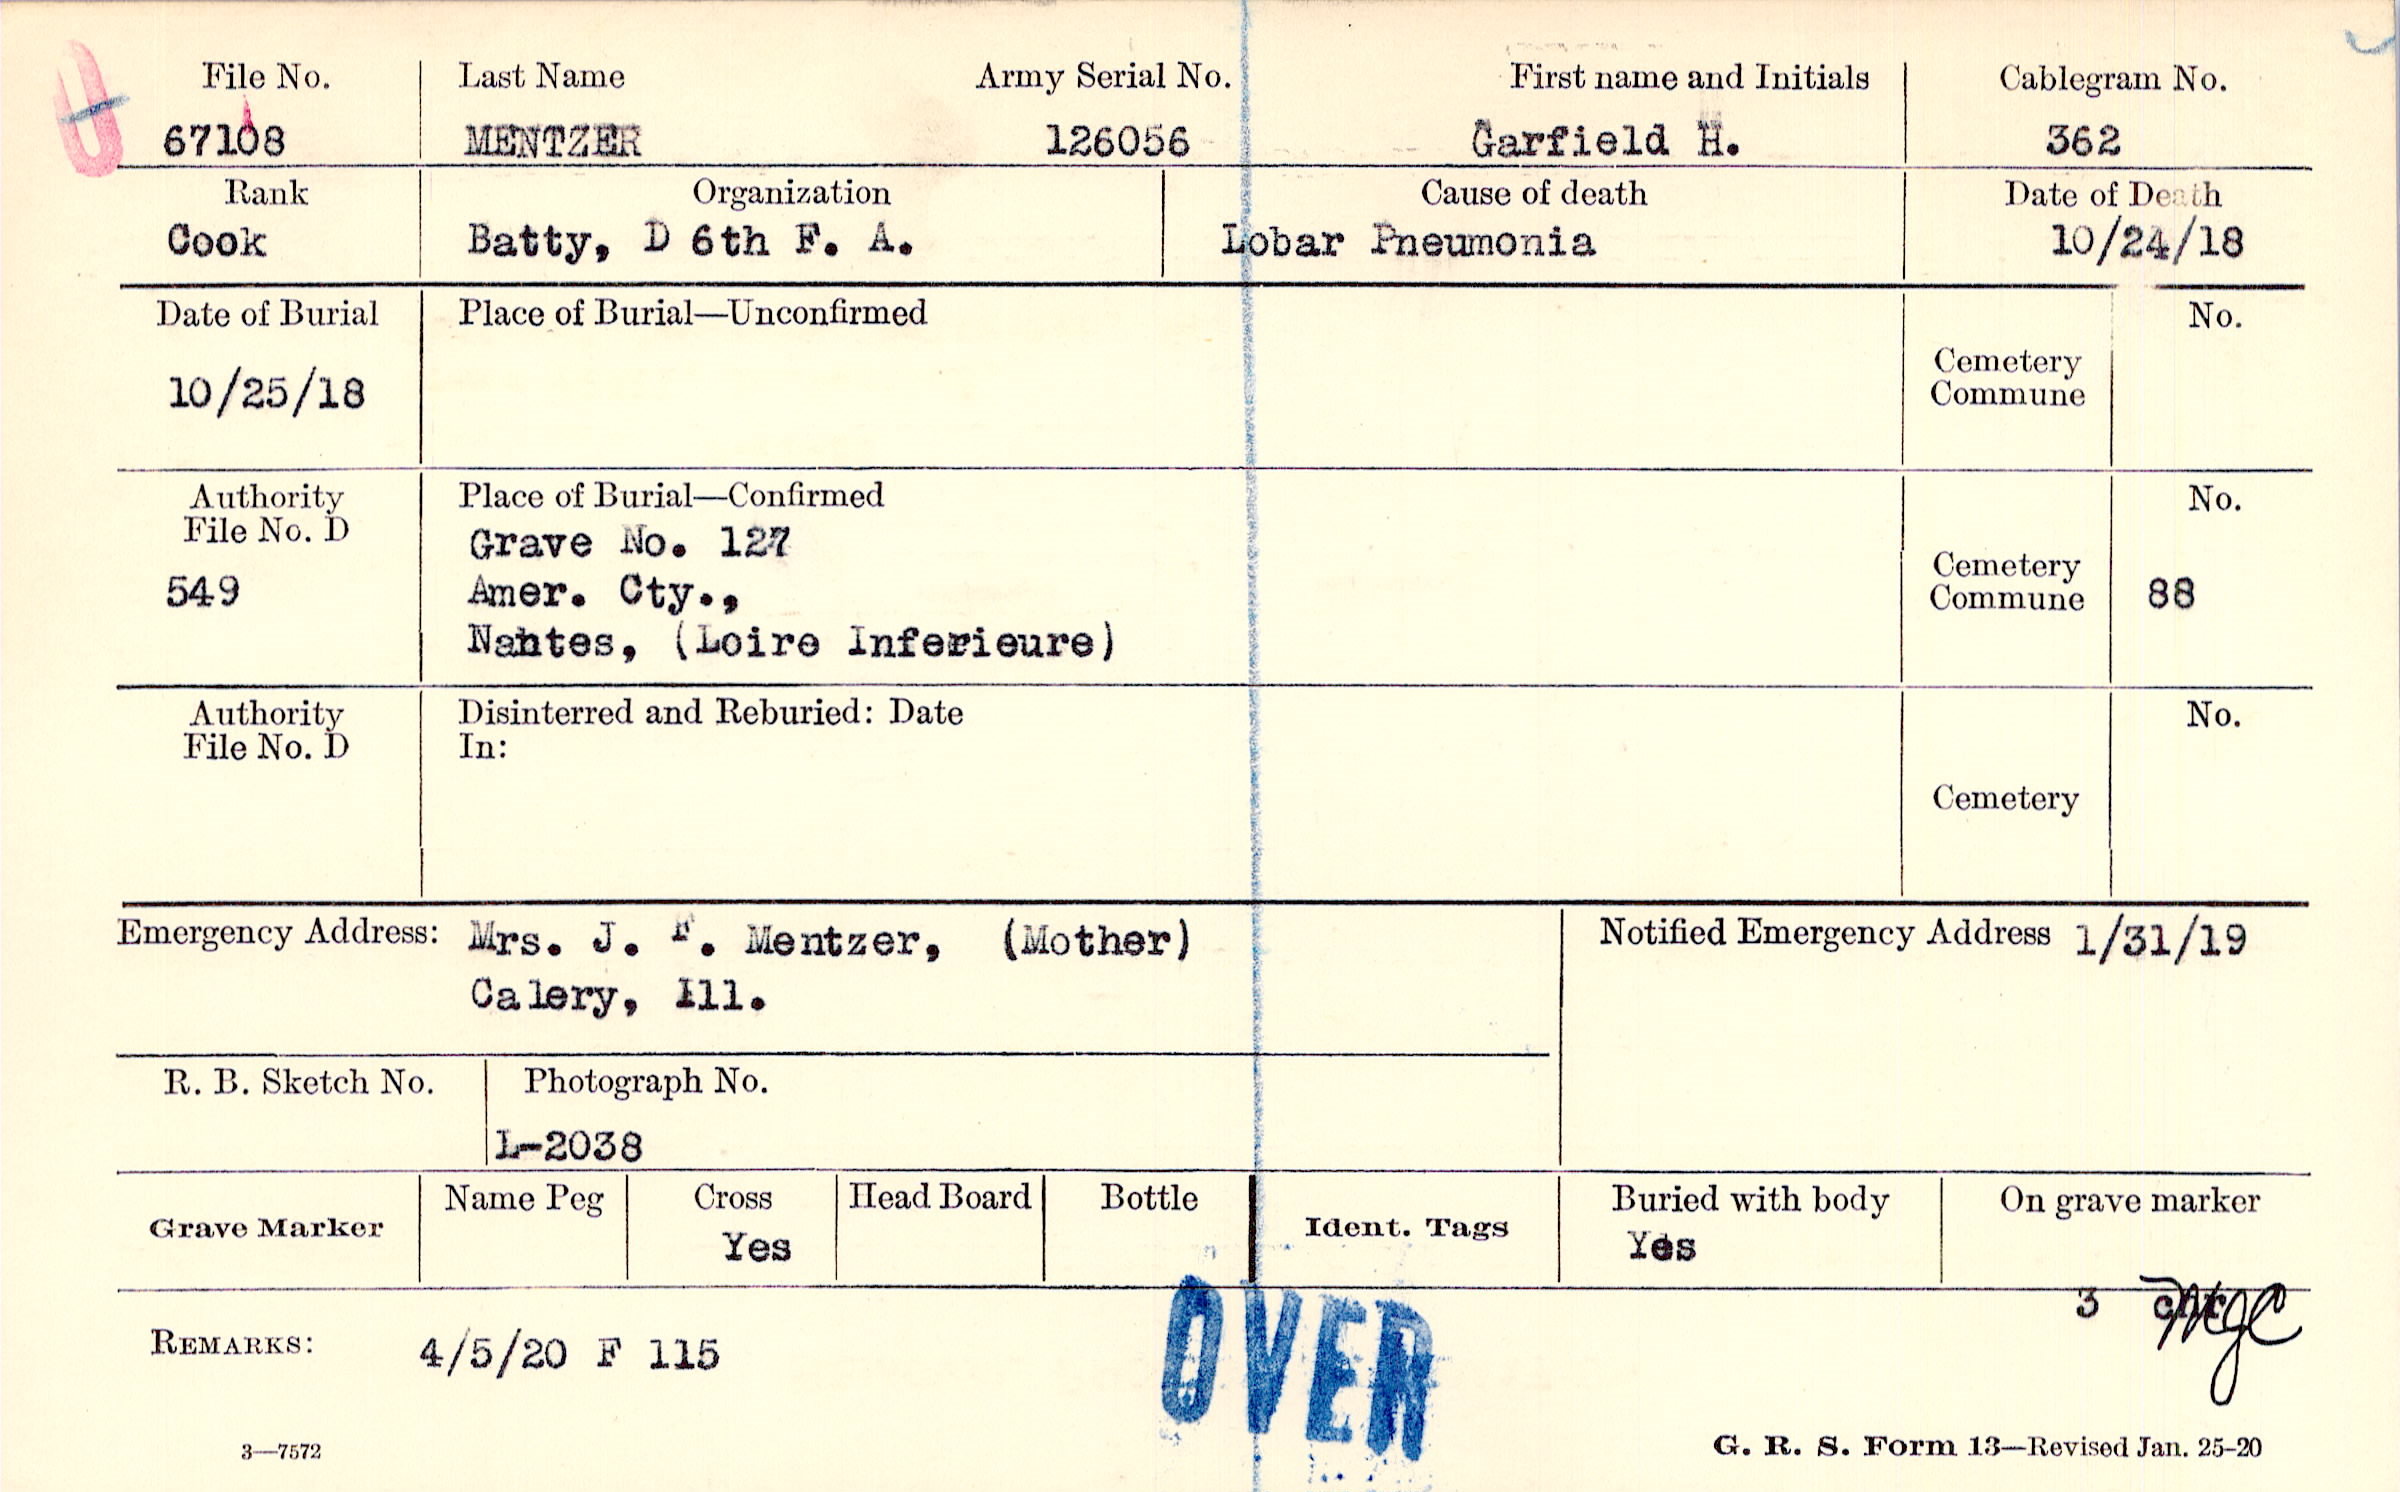 File No. Last Name Army Serial No. First name and Initials Cablegram No.
67108 MENTZER 126056 Garfield H. 362
Rank Organization Cause of death Date of Death
Cook Batty, D 6th F. A. Lobar Pneumonia 10/24/18
Date of Burial Place of Burial—Unconfirmed No.
Cemetery
10/25/18 Commune
Authority Place of Burial—Confirmed No.
File No. D
Grave No. 127
549 Amer. Cty., Cemetery
Commune 88
Nantes, (Loire Inferieure)
Authority Disinterred and Reburied: Date No.
File No. D In:
Cemetery
Emergency Address: Mrs. J. F. Mentzer, (Mother) Notified Emergency Address 1/31/19
Calery, Ill.
R. B. Sketch No. Photograph No.
L-2038
Grave Marker Name Peg Cross Head Board Bottle Ident. Tags Buried with body On grave marker
Yes Yes
3
REMARKS: 4/5/20 F 115
OVER
3—7572 G. R. S. Form 13—Revised Jan. 25-20